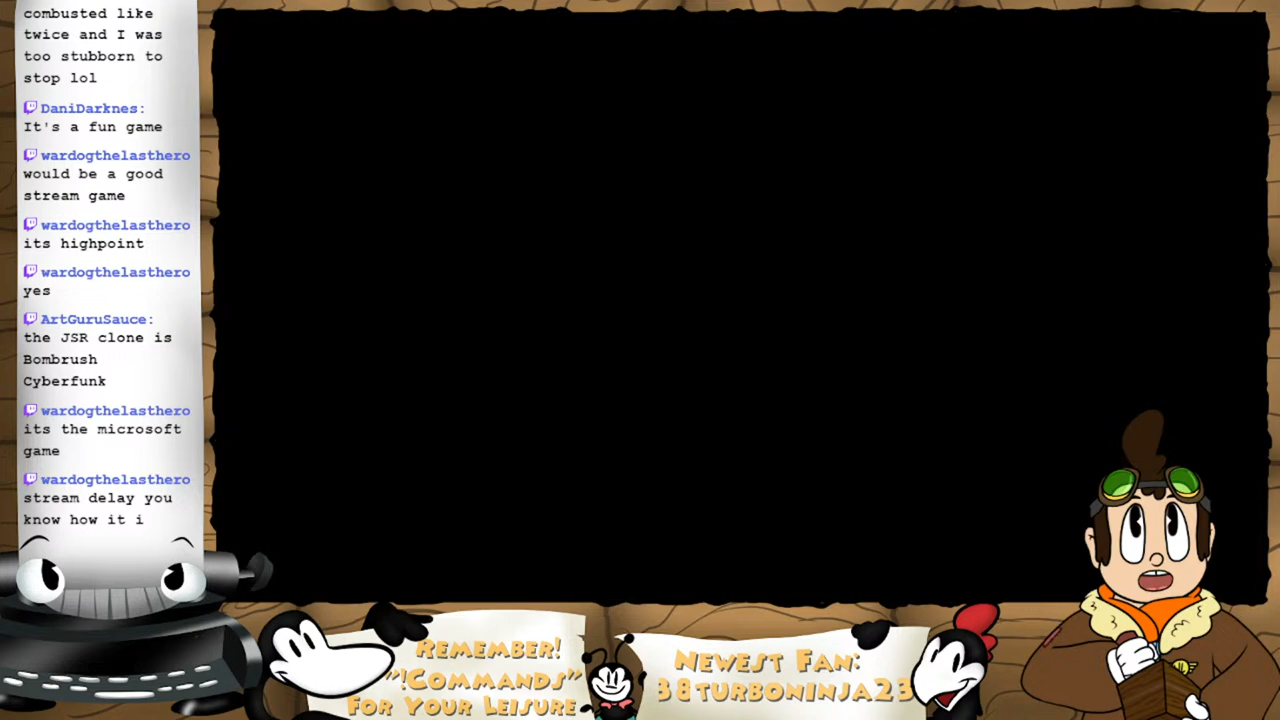 combusted like
twice and I was
too stubborn to
stop lol
DaniDarknes:
It's a fun game
wardogthelasthero
would be a good
stream game
wardogthelasthero
its highpoint
wardogthelasthero
yes
ArtGuruSauce:
the JSR clone is
Bombrush
Cyberfunk
wardogthelasthero
its the microsoft
game
wardogthelasthero
stream delay you
know how it i
Remember!
"!Commands"
For Your Leisure
Newest Fan:
38turboninja23